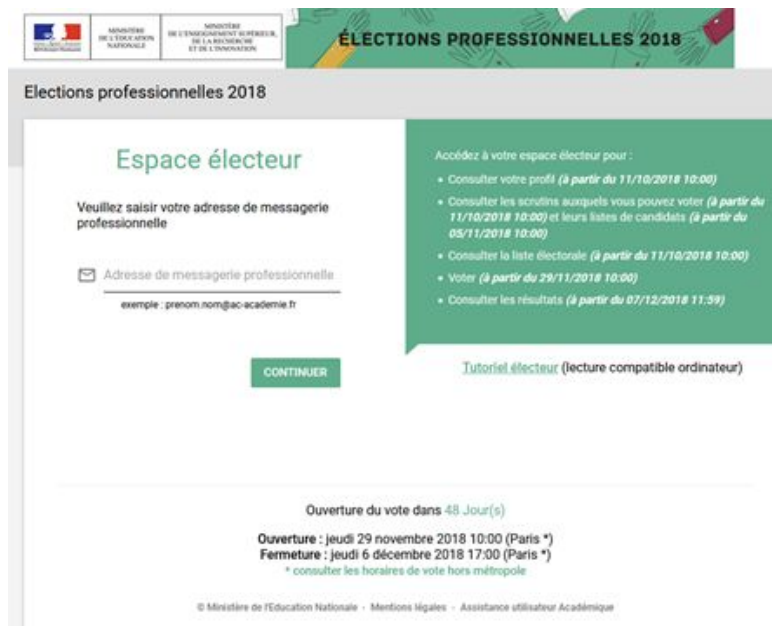 MINISTÈRE
DE L'ÉDUCATION
NATIONALE
MINISTÈRE
DE L'ENSEIGNEMENT SUPÉRIEUR,
DE LA RECHERCHE
ET DE L'INNOVATION
ÉLECTIONS PROFESSIONNELLES 2018
Elections professionnelles 2018
Espace électeur
Veuillez saisir votre adresse de messagerie
professionnelle
Adresse de messagerie professionnelle
exemple : prenom.nom@ac-academie.fr
CONTINUER
Accédez à votre espace électeur pour :
• Consulter votre profil (à partir du 11/10/2018 10:00)
• Consulter les scrutins auxquels vous pouvez voter (à partir du
11/10/2018 10:00) et leurs listes de candidats (à partir du
05/11/2018 10:00)
• Consulter la liste électorale (à partir du 11/10/2018 10:00)
• Voter (à partir du 29/11/2018 10:00)
• Consulter les résultats (à partir du 07/12/2018 11:59)
Tutoriel électeur (lecture compatible ordinateur)
Ouverture du vote dans 48 Jour(s)
Ouverture : jeudi 29 novembre 2018 10:00 (Paris *)
Fermeture : jeudi 6 décembre 2018 17:00 (Paris *)
* consulter les horaires de vote hors métropole
© Ministère de l'Education Nationale - Mentions légales - Assistance utilisateur Académique